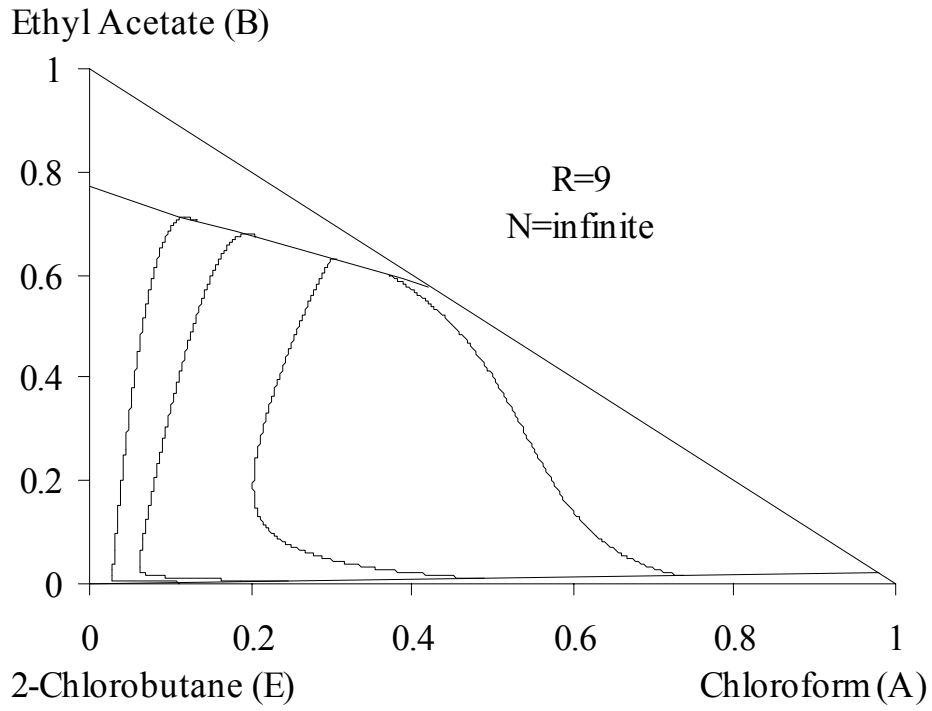 Ethyl Acetate (B)
1
0.8
0.6
0.4
0.2
0
R=9
N=infinite
0 0.2 0.4 0.6 0.8 1
2-Chlorobutane (E) Chloroform (A)